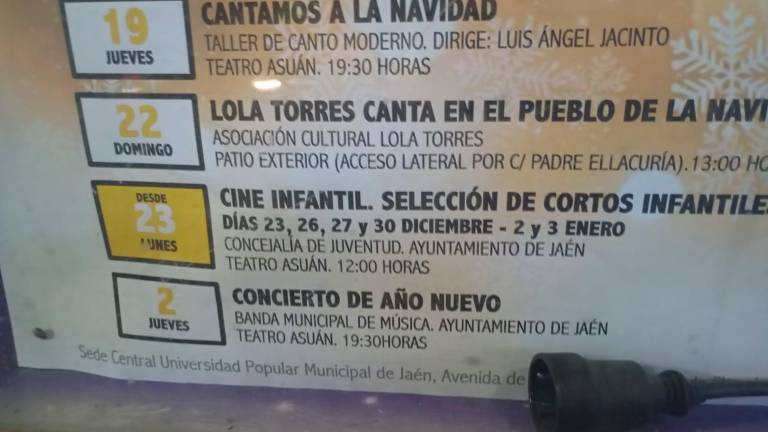 19
JUEVES
CANTAMOS A LA NAVIDAD
TALLER DE CANTO MODERNO. DIRIGE: LUIS ÁNGEL JACINTO
TEATRO ASUÁN. 19:30 HORAS
22
DOMINGO
LOLA TORRES CANTA EN EL PUEBLO DE LA NAVI
ASOCIACIÓN CULTURAL LOLA TORRES
PATIO EXTERIOR (ACCESO LATERAL POR C/ PADRE ELLACURÍA). 13:00 HO
DESDE
23
LUNES
CINE INFANTIL. SELECCIÓN DE CORTOS INFANTILES
DÍAS 23, 26, 27 y 30 DICIEMBRE - 2 y 3 ENERO
CONCEJALÍA DE JUVENTUD. AYUNTAMIENTO DE JAÉN
TEATRO ASUÁN. 12:00 HORAS
2
JUEVES
CONCIERTO DE AÑO NUEVO
BANDA MUNICIPAL DE MÚSICA. AYUNTAMIENTO DE JAÉN
TEATRO ASUÁN. 19:30HORAS
Sede Central Universidad Popular Municipal de Jaén, Avenida de